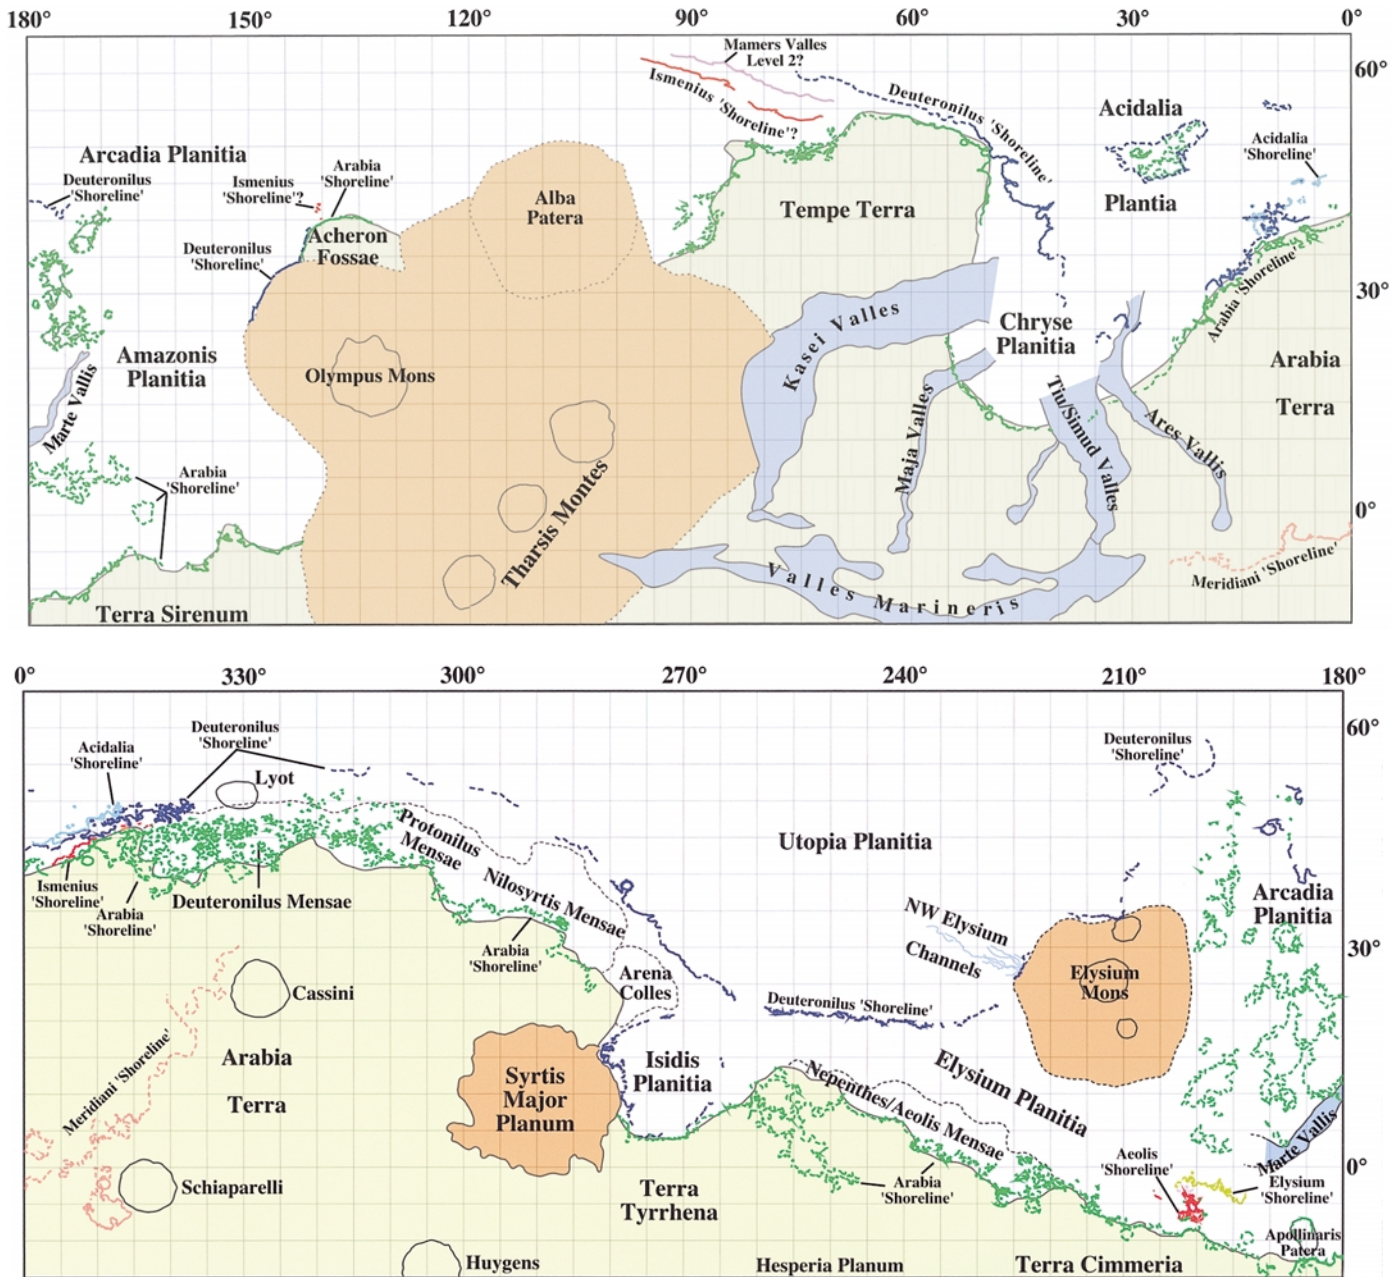 180° 150° 120° 90° 60° 30° 0°
Mamers Valles
Level 2?
60°
Ismenius 'Shoreline'?
Deuteronilus 'Shoreline'
Acidalia
Acidalia
'Shoreline'
Arcadia Planitia
Deuteronilus
'Shoreline'
Ismenius
'Shoreline'?
Arabia
'Shoreline'
Alba
Patera
Tempe Terra
Plantia
Acheron
Fossae
Deuteronilus
'Shoreline'
Arabia 'Shoreline'
30°
Kasei Valles
Chryse
Planitia
Amazonis
Planitia
Olympus Mons
Arabia
Terra
Marte Vallis
Maja Valles
Tiu/Simud Valles
Ares Vallis
Arabia
'Shoreline'
Tharsis Montes
0°
Valles Marineris
Meridiani 'Shoreline'
Terra Sirenum
0° 330° 300° 270° 240° 210° 180°
60°
Deuteronilus
'Shoreline'
Acidalia
'Shoreline'
Lyot
Deuteronilus
'Shoreline'
Protonilus
Mensae
Utopia Planitia
Ismenius
'Shoreline'
Arabia
'Shoreline'
Deuteronilus Mensae
Nilosyrtis Mensae
Arcadia
Planitia
NW Elysium
Channels
Arabia
'Shoreline'
30°
Arena
Colles
Elysium
Mons
Cassini
Deuteronilus 'Shoreline'
Meridiani 'Shoreline'
Arabia
Terra
Syrtis
Major
Planum
Isidis
Planitia
Elysium Planitia
Nepenthes/Aeolis Mensae
Marte Vallis
Aeolis
'Shoreline'
0°
Schiaparelli
Terra
Tyrrhena
Arabia
'Shoreline'
Elysium
'Shoreline'
Apollinaris
Patera
Huygens
Hesperia Planum
Terra Cimmeria